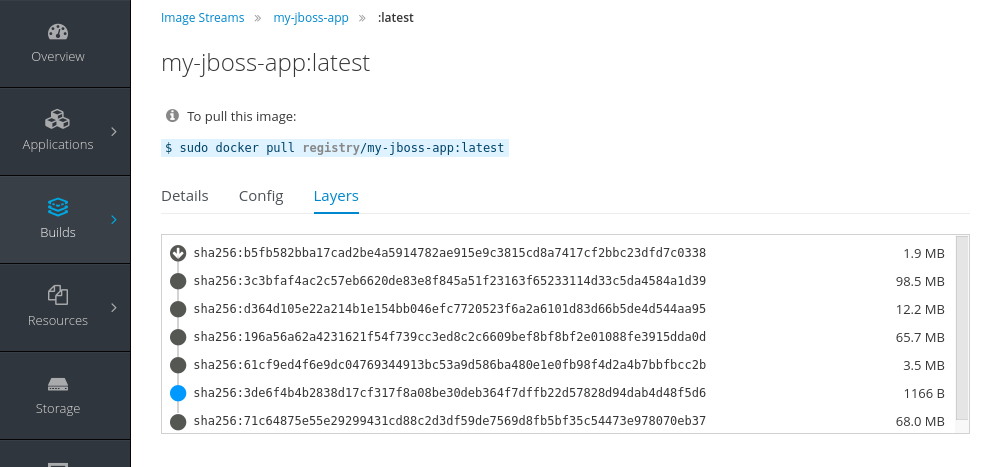 Overview
Applications
Builds
Resources
Storage
Image Streams » my-jboss-app » :latest
my-jboss-app:latest
To pull this image:
$ sudo docker pull registry/my-jboss-app:latest
Details Config Layers
sha256:b5fb582bba17cad2be4a5914782ae915e9c3815cd8a7417cf2bbc23dfd7c0338 1.9 MB
sha256:3c3bfaf4ac2c57eb6620de83e8f845a51f23163f65233114d33c5da4584a1d39 98.5 MB
sha256:d364d105e22a214b1e154bb046efc7720523f6a2a6101d83d66b5de4d544aa95 12.2 MB
sha256:196a56a62a4231621f54f739cc3ed8c2c6609bef8bf8bf2e01088fe3915dda0d 65.7 MB
sha256:61cf9ed4f6e9dc04769344913bc53a9d586ba480e1e0fb98f4d2a4b7bbfbcc2b 3.5 MB
sha256:3de6f4b4b2838d17cf317f8a08be30deb364f7dffb22d57828d94dab4d48f5d6 1166 B
sha256:71c64875e55e29299431cd88c2d3df59de7569d8fb5bf35c54473e978070eb37 68.0 MB